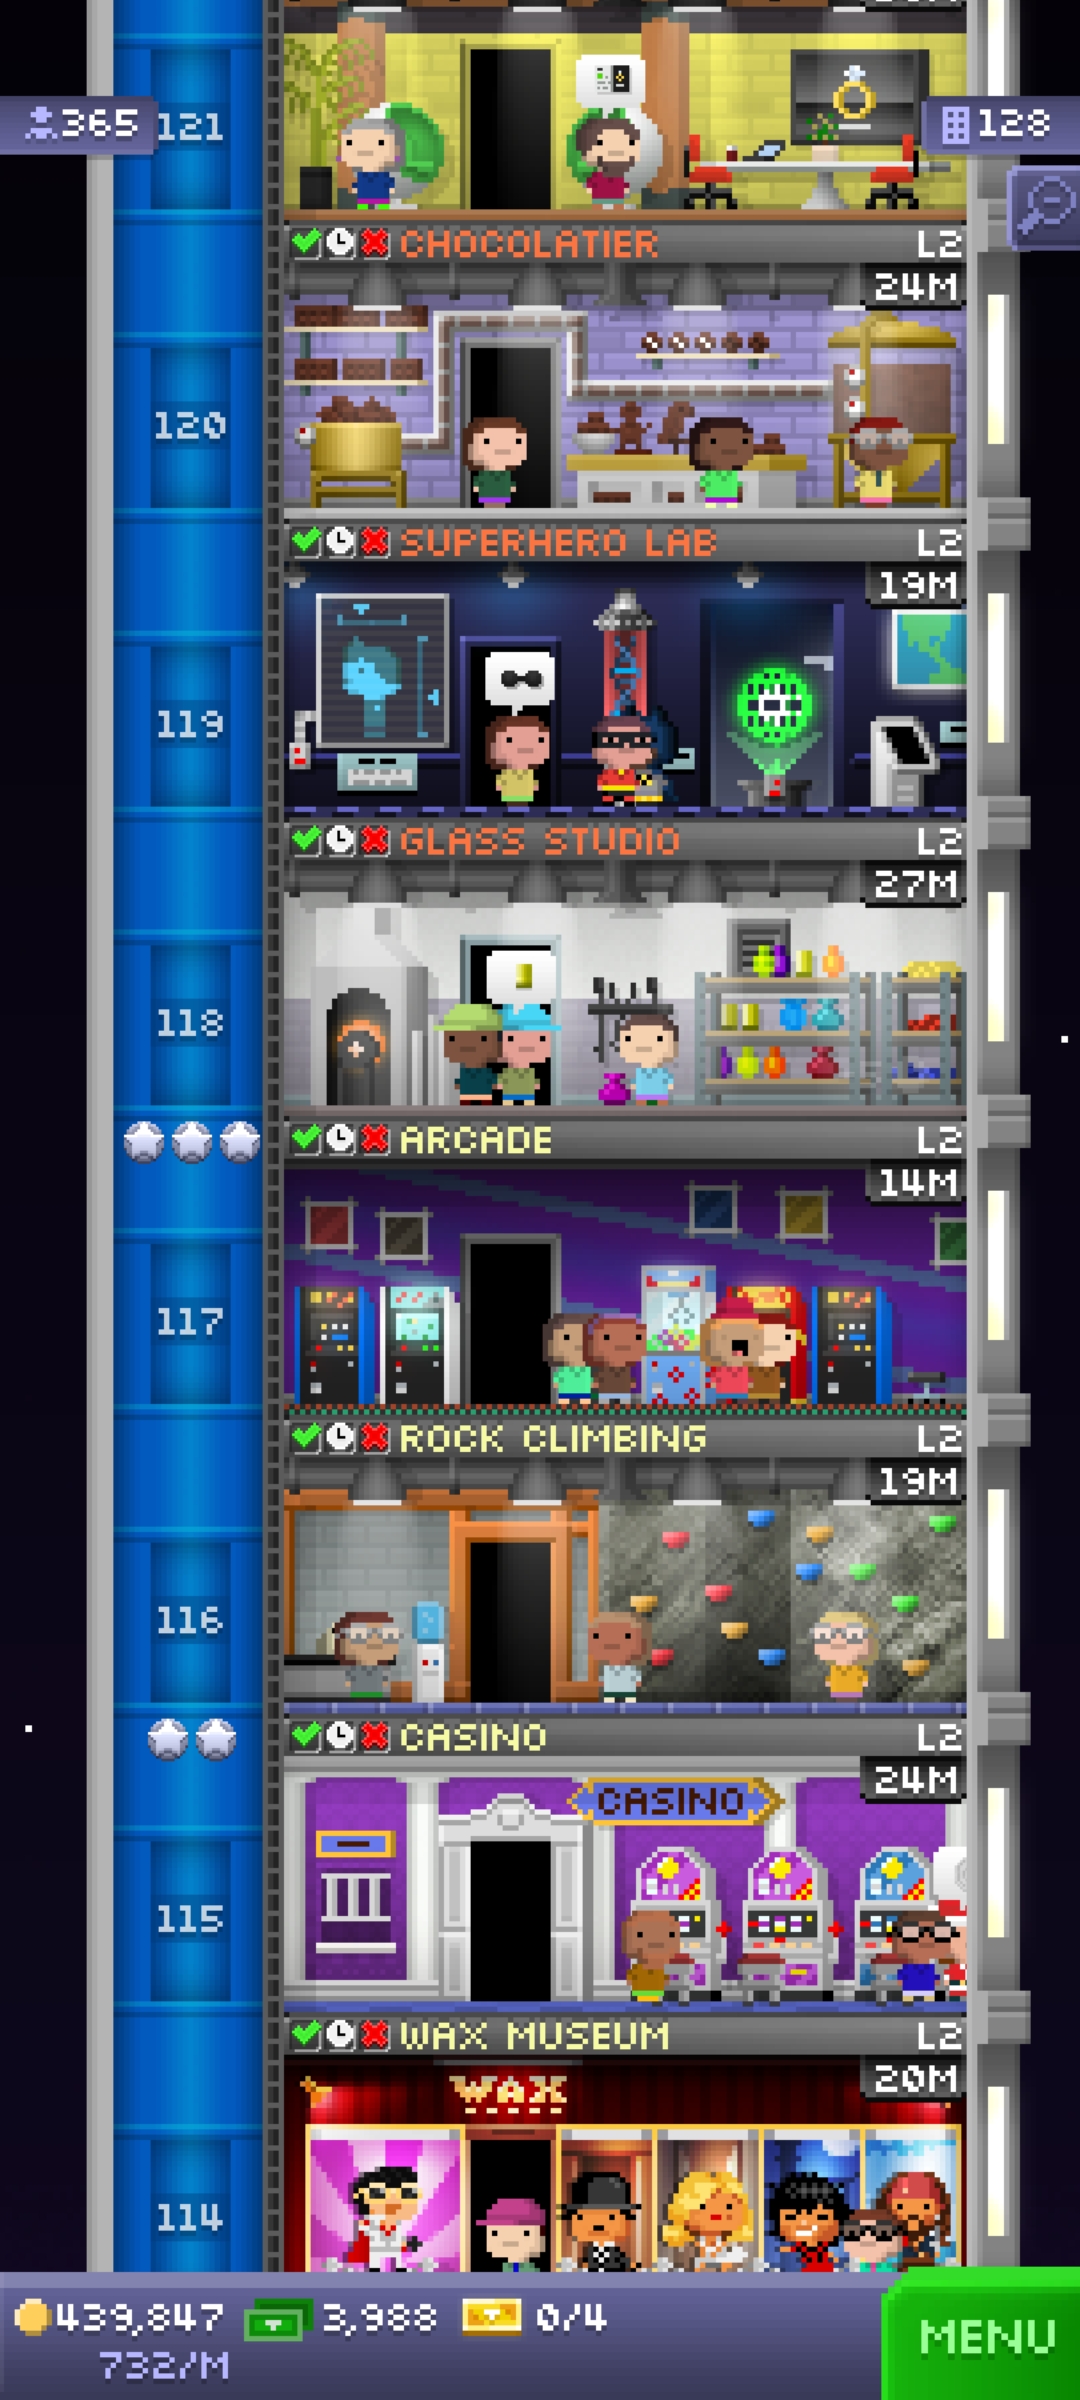 365
121
128
CHOCOLATIER L2
24M
120
SUPERHERO LAB L2
19M
119
GLASS STUDIO L2
27M
118
ARCADE L2
14M
117
ROCK CLIMBING L2
19M
116
CASINO L2
24M
CASINO
115
WAX MUSEUM L2
20M
WAX
114
439,847 3,988 0/4
732/M
MENU